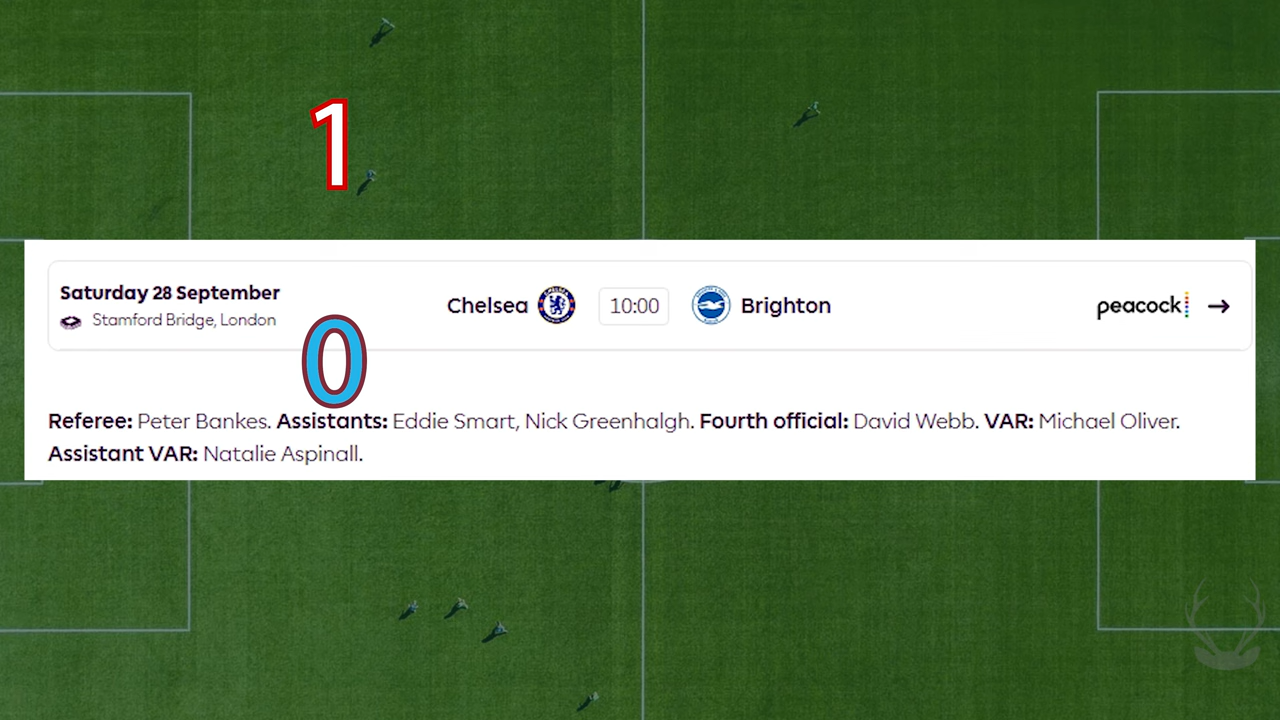 1
Saturday 28 September
Stamford Bridge, London
Chelsea 10:00 Brighton
peacock
0
Referee: Peter Bankes. Assistants: Eddie Smart, Nick Greenhalgh. Fourth official: David Webb. VAR: Michael Oliver.
Assistant VAR: Natalie Aspinall.